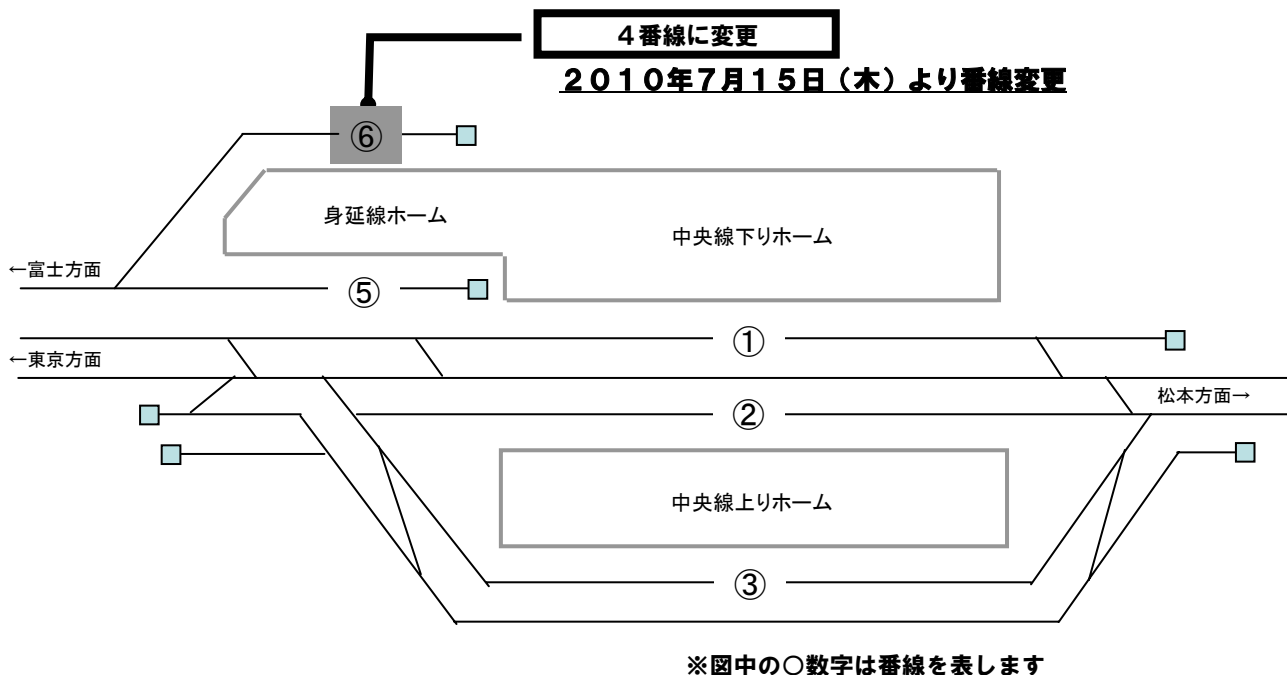 ４番線に変更
２０１０年７月１５日（木）より番線変更
⑥
身延線ホーム
中央線下りホーム
←富士方面
⑤
①
←東京方面
松本方面→
②
中央線上りホーム
③
※図中の○数字は番線を表します